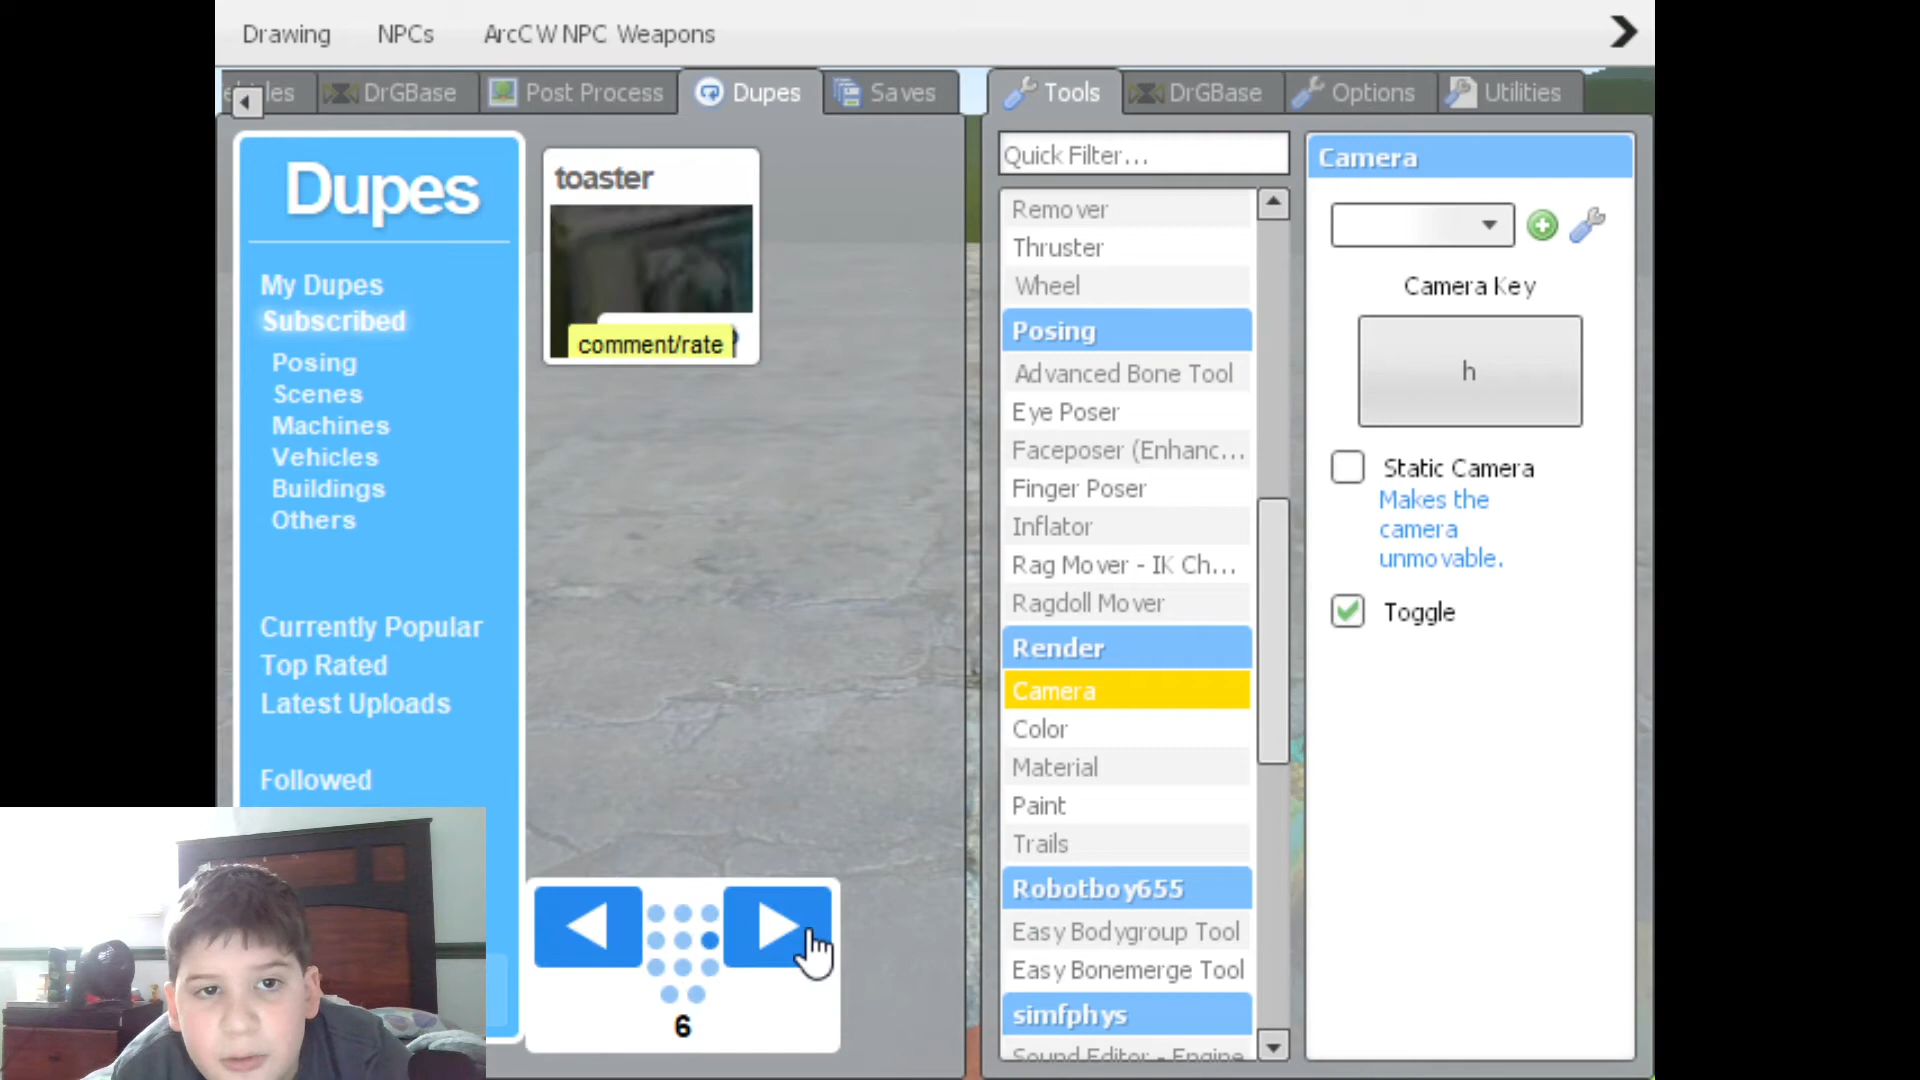 Drawing NPCs ArcCW NPC Weapons
les DrGBase Post Process Dupes Saves
Tools DrGBase Options Utilities
Dupes
My Dupes
Subscribed
Posing
Scenes
Machines
Vehicles
Buildings
Others
Currently Popular
Top Rated
Latest Uploads
Followed
toaster
comment/rate
6
Quick Filter...
Remover
Thruster
Wheel
Posing
Advanced Bone Tool
Eye Poser
Faceposer (Enhanc...
Finger Poser
Inflator
Rag Mover - IK Ch...
Ragdoll Mover
Render
Camera
Color
Material
Paint
Trails
Robotboy655
Easy Bodygroup Tool
Easy Bonemerge Tool
simfphys
Sound Editor - Engine
Camera
Camera Key
h
Static Camera
Makes the
camera
unmovable.
Toggle